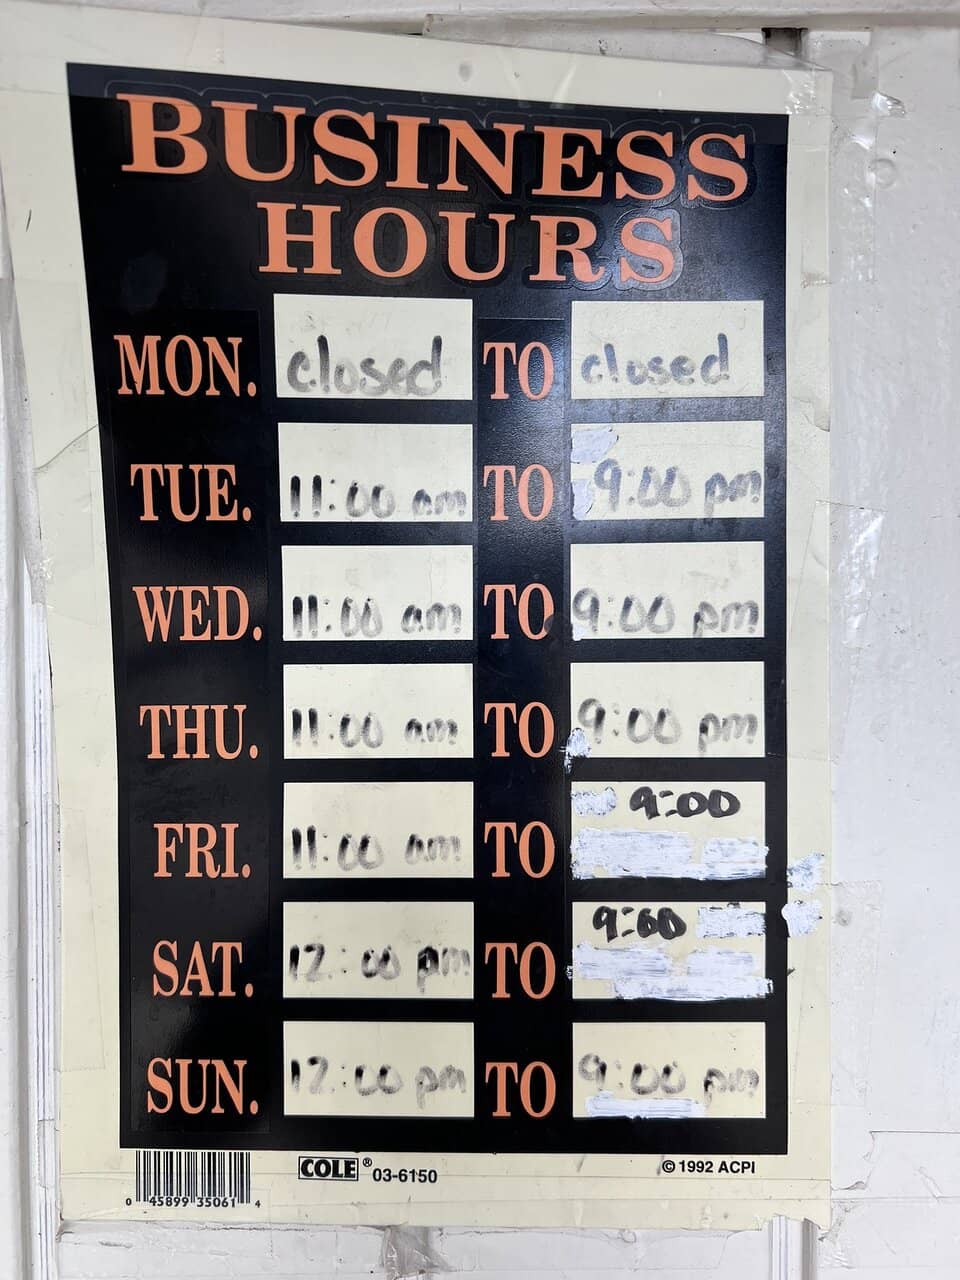 BUSINESS
HOURS
MON. closed TO closed
TUE. 11:00 am TO 9:00 pm
WED. 11:00 am TO 9:00 pm
THU. 11:00 am TO 9:00 pm
FRI. 11:00 am TO 9:00
SAT. 12:00 pm TO 9:00
SUN. 12:00 pm TO 9:00 pm
0 45899 35061 4 COLE® 03-6150 © 1992 ACPI